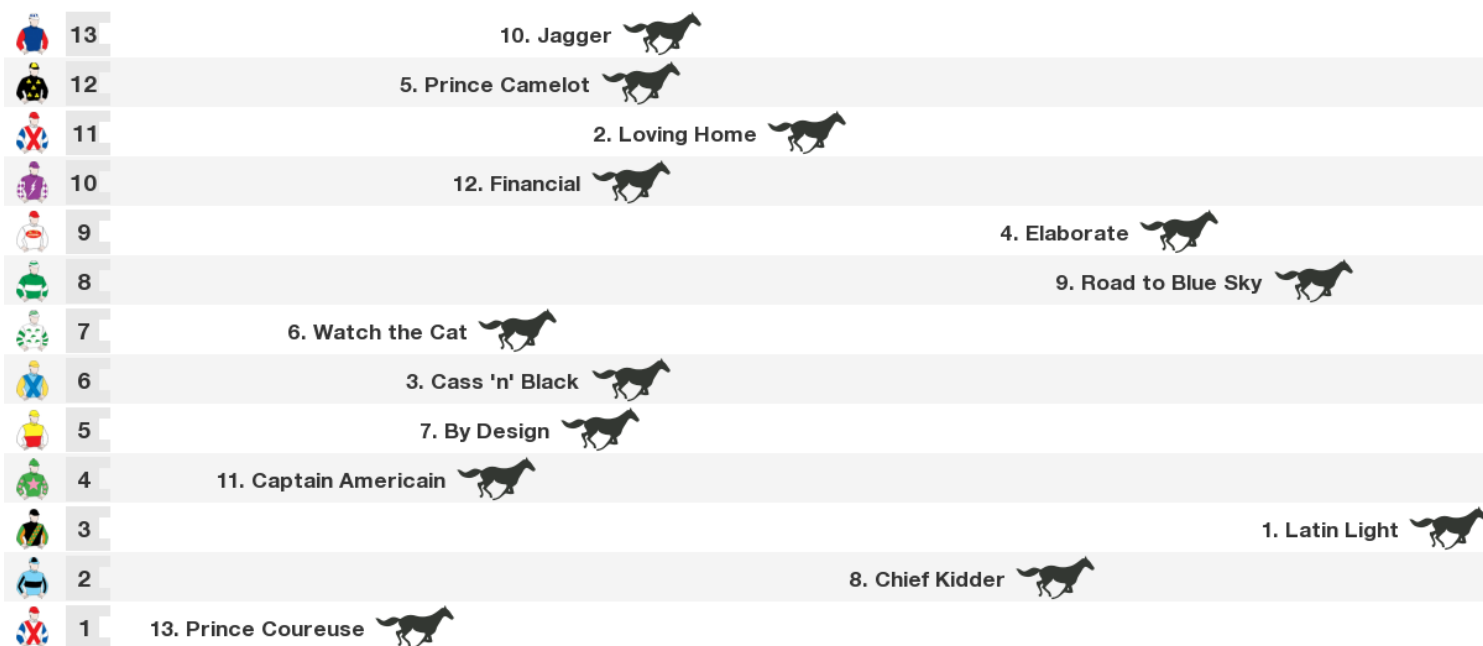 13 10. Jagger
12 5. Prince Camelot
11 2. Loving Home
10 12. Financial
9 4. Elaborate
8 9. Road to Blue Sky
7 6. Watch the Cat
6 3. Cass 'n' Black
5 7. By Design
4 11. Captain Americain
3 1. Latin Light
2 8. Chief Kidder
1 13. Prince Coureuse